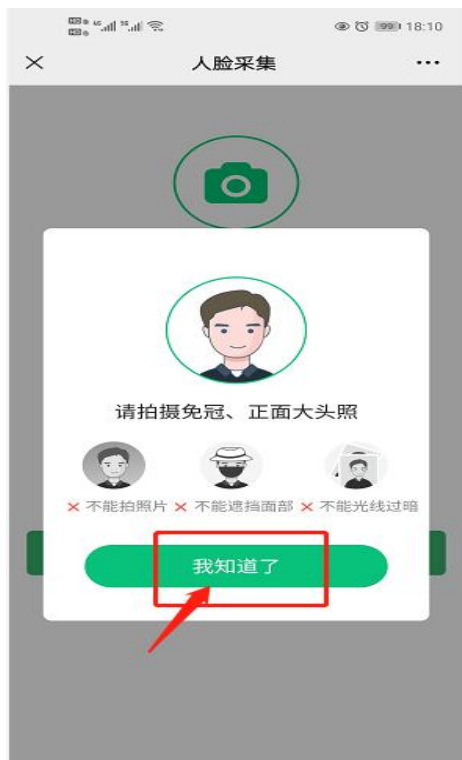 18:10
人脸采集
请拍摄免冠、正面大头照
× 不能拍照片 × 不能遮挡面部 × 不能光线过暗
我知道了